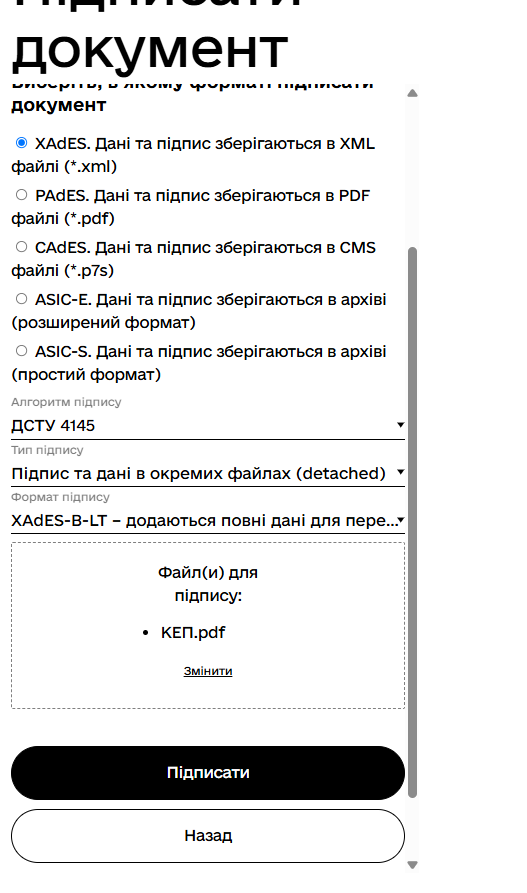 Підписати
документ
Виберіть, в якому форматі підписати
документ
XAdES. Дані та підпис зберігаються в XML
файлі (*.xml)
PAdES. Дані та підпис зберігаються в PDF
файлі (*.pdf)
CAdES. Дані та підпис зберігаються в CMS
файлі (*.p7s)
ASIC-E. Дані та підпис зберігаються в архіві
(розширений формат)
ASIC-S. Дані та підпис зберігаються в архіві
(простий формат)
Алгоритм підпису
ДСТУ 4145
Тип підпису
Підпис та дані в окремих файлах (detached)
Формат підпису
XAdES-B-LT – додаються повні дані для пере...
Файл(и) для
підпису:
• КЕП.pdf
Змінити
Підписати
Назад